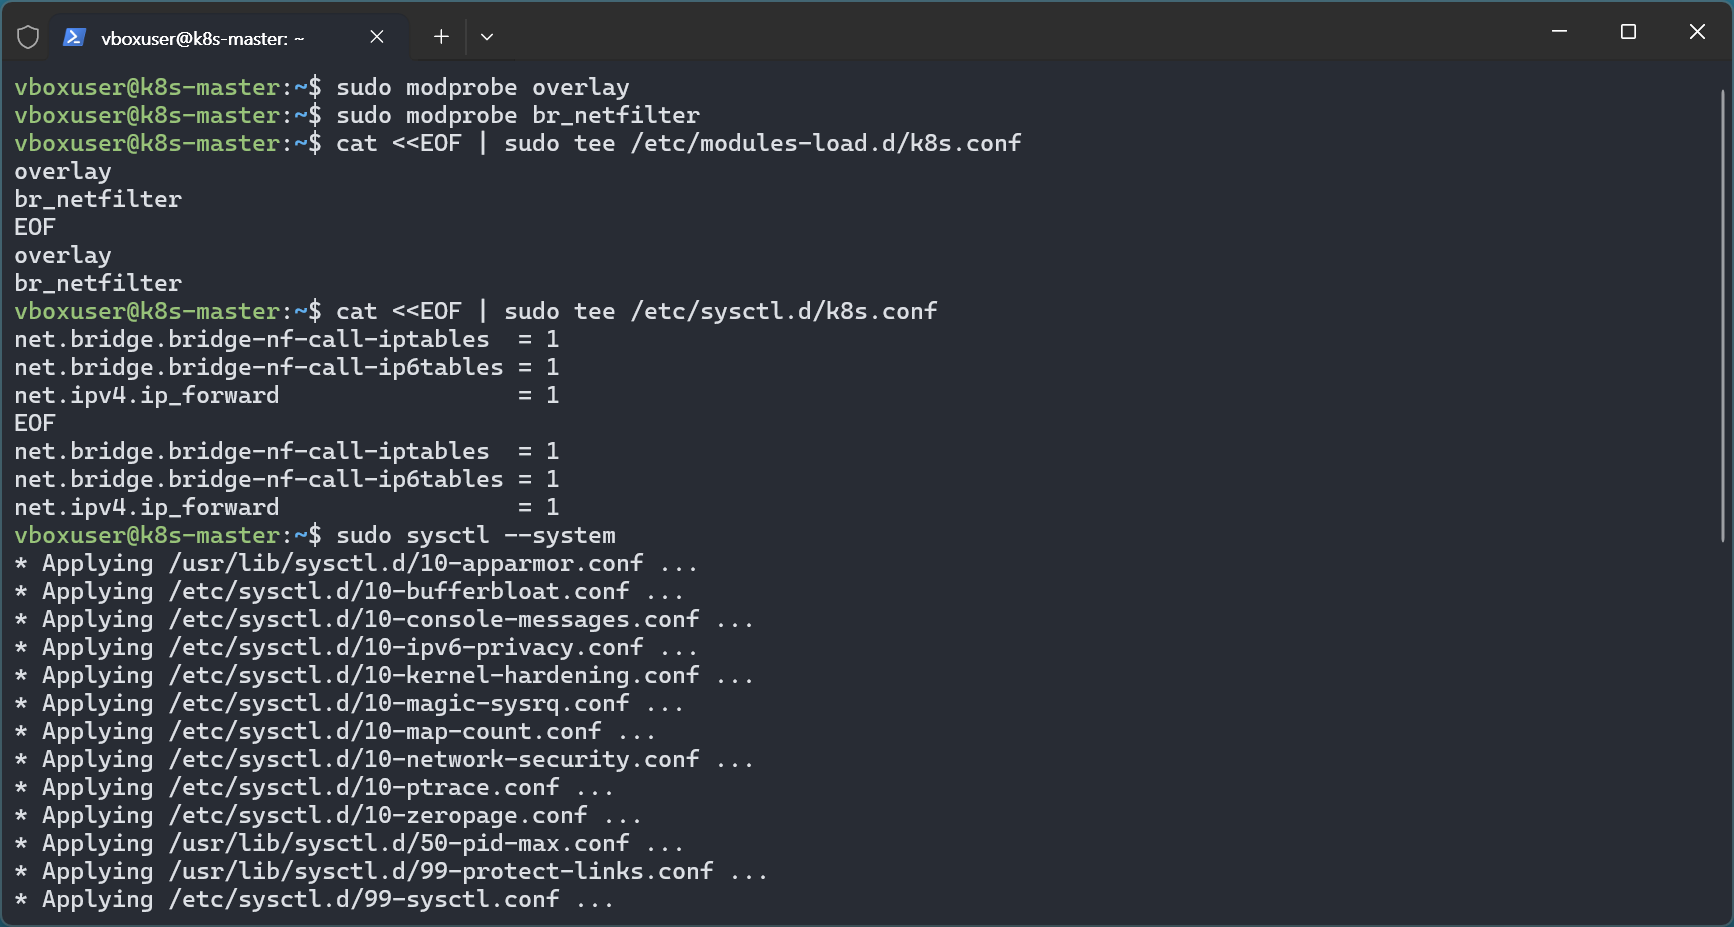 vboxuser@k8s-master: ~
vboxuser@k8s-master:~$ sudo modprobe overlay
vboxuser@k8s-master:~$ sudo modprobe br_netfilter
vboxuser@k8s-master:~$ cat <<EOF | sudo tee /etc/modules-load.d/k8s.conf
overlay
br_netfilter
EOF
overlay
br_netfilter
vboxuser@k8s-master:~$ cat <<EOF | sudo tee /etc/sysctl.d/k8s.conf
net.bridge.bridge-nf-call-iptables  = 1
net.bridge.bridge-nf-call-ip6tables = 1
net.ipv4.ip_forward                 = 1
EOF
net.bridge.bridge-nf-call-iptables  = 1
net.bridge.bridge-nf-call-ip6tables = 1
net.ipv4.ip_forward                 = 1
vboxuser@k8s-master:~$ sudo sysctl --system
* Applying /usr/lib/sysctl.d/10-apparmor.conf ...
* Applying /etc/sysctl.d/10-bufferbloat.conf ...
* Applying /etc/sysctl.d/10-console-messages.conf ...
* Applying /etc/sysctl.d/10-ipv6-privacy.conf ...
* Applying /etc/sysctl.d/10-kernel-hardening.conf ...
* Applying /etc/sysctl.d/10-magic-sysrq.conf ...
* Applying /etc/sysctl.d/10-map-count.conf ...
* Applying /etc/sysctl.d/10-network-security.conf ...
* Applying /etc/sysctl.d/10-ptrace.conf ...
* Applying /etc/sysctl.d/10-zeropage.conf ...
* Applying /usr/lib/sysctl.d/50-pid-max.conf ...
* Applying /usr/lib/sysctl.d/99-protect-links.conf ...
* Applying /etc/sysctl.d/99-sysctl.conf ...